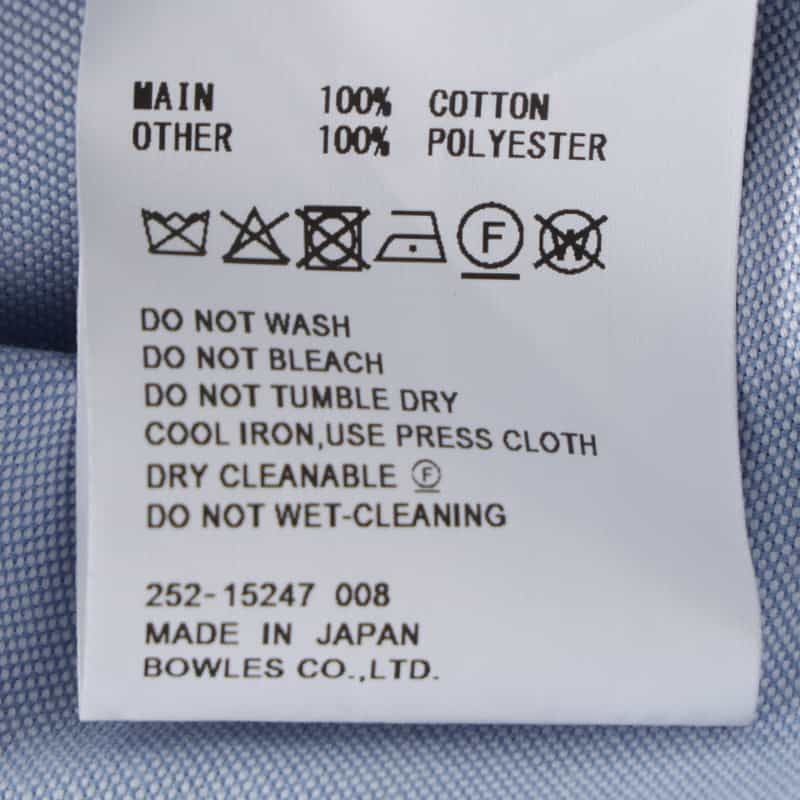 MAIN 100% COTTON
OTHER 100% POLYESTER
F W
DO NOT WASH
DO NOT BLEACH
DO NOT TUMBLE DRY
COOL IRON,USE PRESS CLOTH
DRY CLEANABLE Ⓕ
DO NOT WET-CLEANING
252-15247 008
MADE IN JAPAN
BOWLES CO.,LTD.